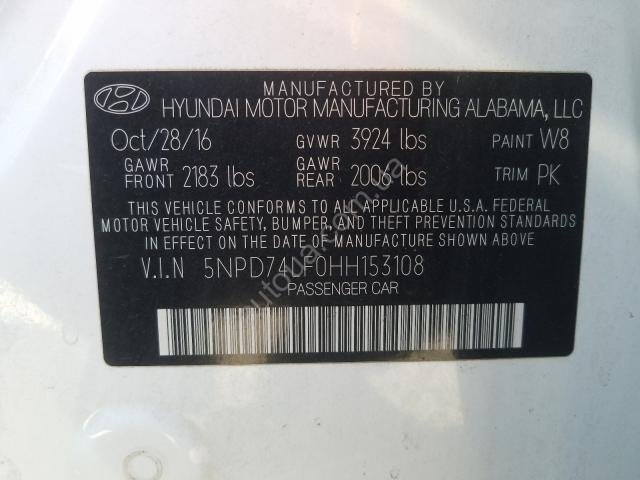 MANUFACTURED BY
HYUNDAI MOTOR MANUFACTURING ALABAMA, LLC
Oct/28/16 GVWR 3924 lbs PAINT W8
GAWR FRONT 2183 lbs GAWR REAR 2006 lbs TRIM PK
THIS VEHICLE CONFORMS TO ALL APPLICABLE U.S.A. FEDERAL
MOTOR VEHICLE SAFETY, BUMPER, AND THEFT PREVENTION STANDARDS
IN EFFECT ON THE DATE OF MANUFACTURE SHOWN ABOVE.
V.I.N 5NPD74LF0HH153108
PASSENGER CAR